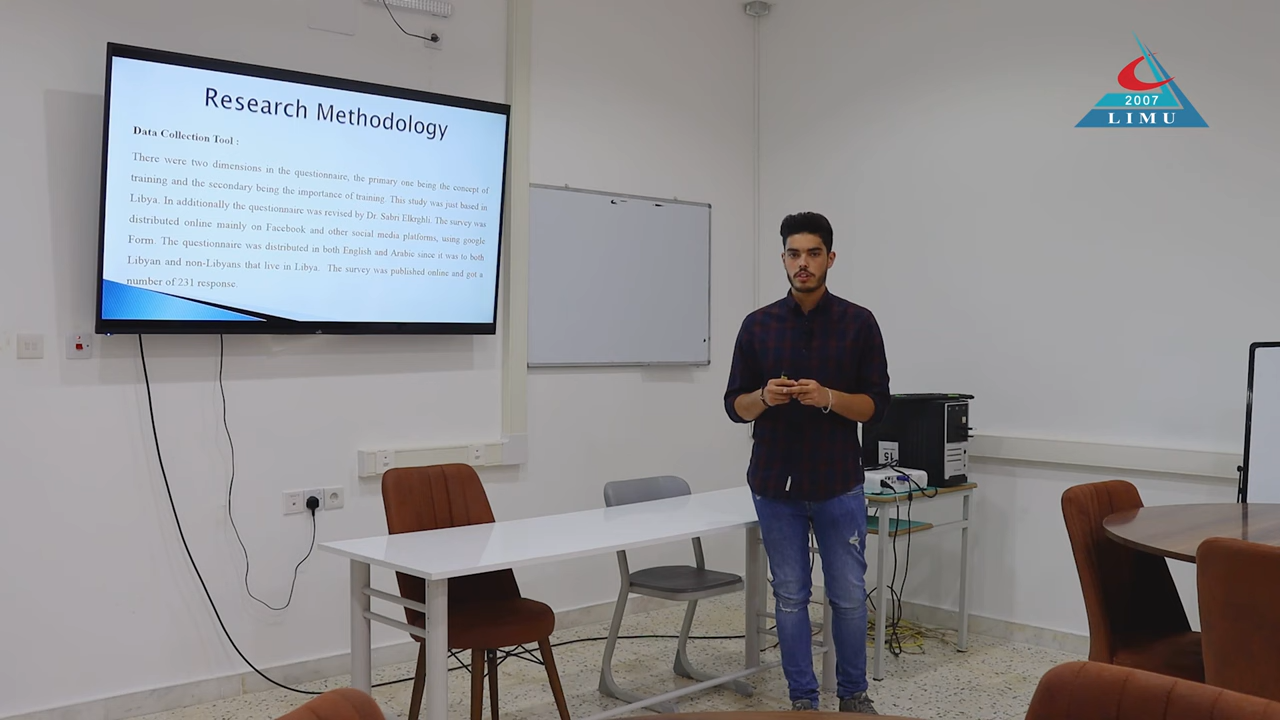 Research Methodology
Data Collection Tool :
There were two dimensions in the questionnaire, the primary one being the concept of
training and the secondary being the importance of training. This study was just based in
Libya. In additionally the questionnaire was revised by Dr. Sabri Elkrghli. The survey was
distributed online mainly on Facebook and other social media platforms, using google
Form. The questionnaire was distributed in both English and Arabic since it was to both
Libyan and non-Libyans that live in Libya. The survey was published online and got a
number of 231 response.
2007
LIMU
15